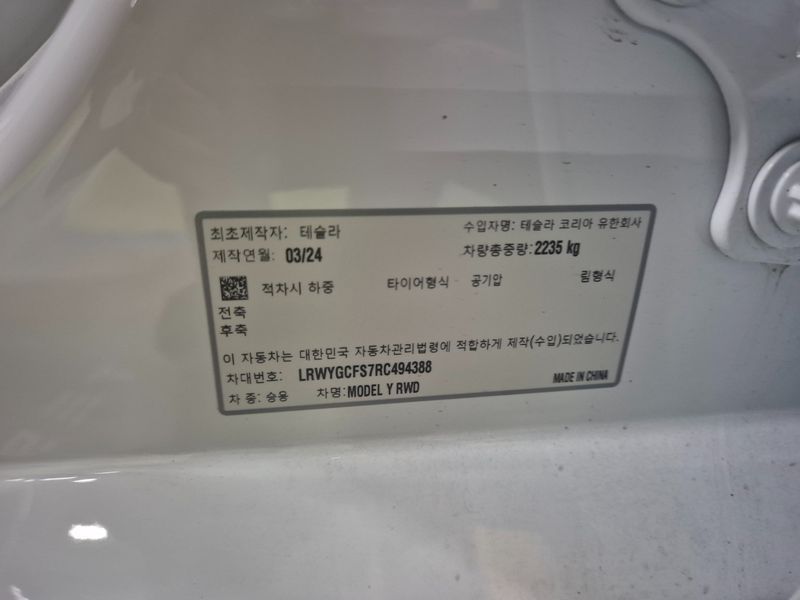 최초제작자: 테슬라 수입자명: 테슬라 코리아 유한회사
제작연월: 03/24 차량총중량: 2235 kg
적차시 하중 타이어형식 공기압 림형식
전축
후축
이 자동차는 대한민국 자동차관리법령에 적합하게 제작(수입)되었습니다.
차대번호: LRWYGCFS7RC494388
차 종: 승용 차명: MODEL Y RWD MADE IN CHINA